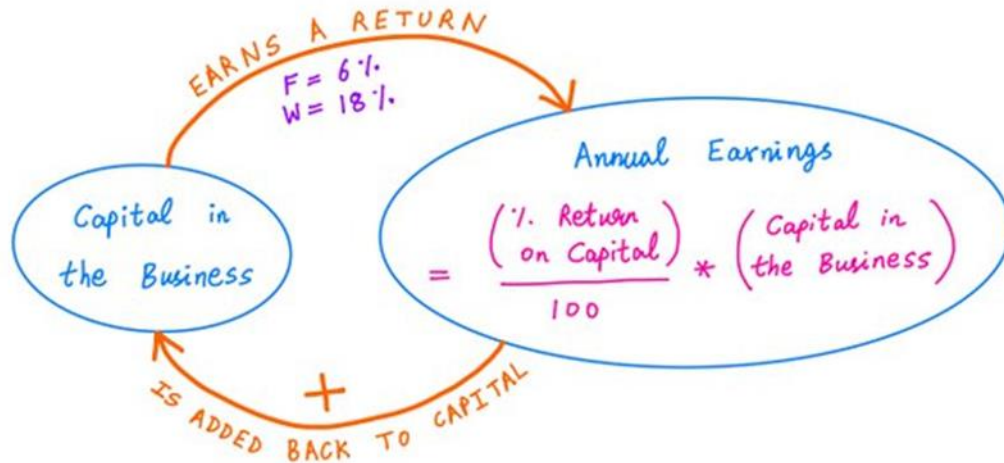 EARNS A RETURN
F = 6%
W = 18%
Capital in
the Business
Annual Earnings
= (% Return on Capital) / 100 * (Capital in the Business)
+
IS ADDED BACK TO CAPITAL